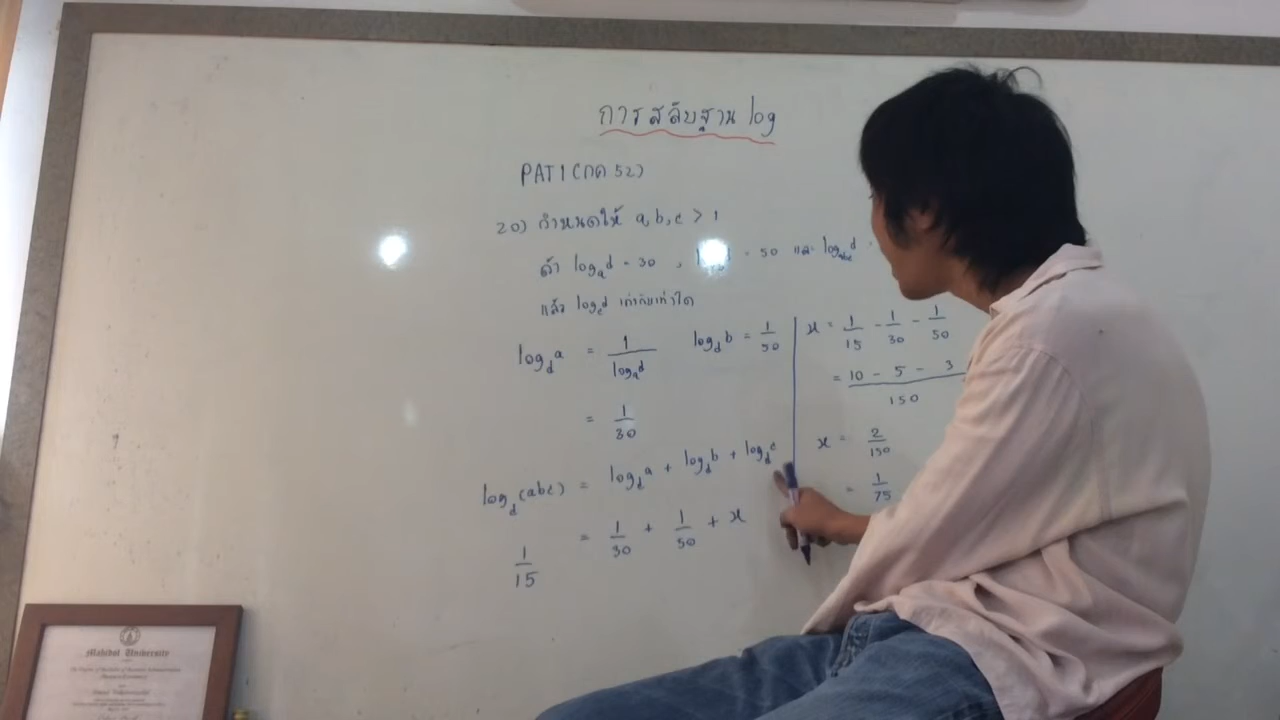 การสลับฐาน log
PAT1(กค 52)
20) กำหนดให้ a,b,c > 1
ถ้า log_a d = 30 , = 50 และ log_abc d
แล้ว log_c d เท่ากับเท่าใด
log_d a = 1/log_a d
log_d b = 1/50
= 1/30
log_d(abc) = log_d a + log_d b + log_d c
1/15 = 1/30 + 1/50 + x
x = 1/15 - 1/30 - 1/50
= 10 - 5 - 3/150
x = 2/150
= 1/75
Mahidol University